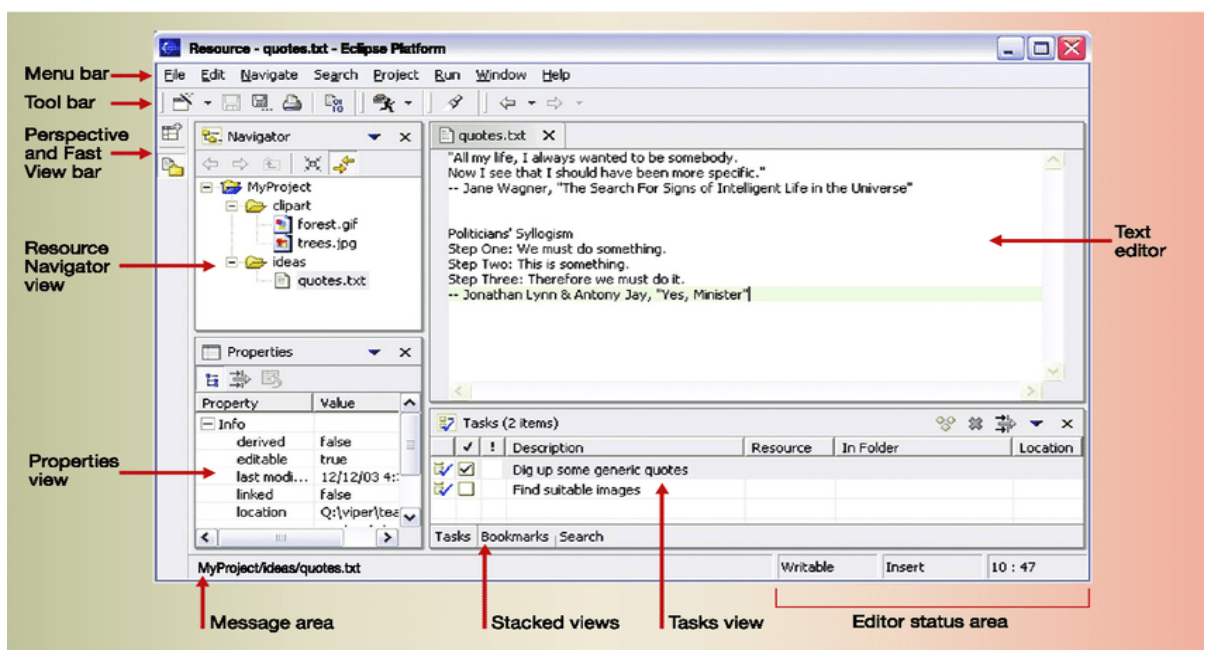 Resource - quotes.txt - Eclipse Platform
Menu bar
File Edit Navigate Search Project Run Window Help
Tool bar
Perspective
and Fast
View bar
Navigator
MyProject
clipart
forest.gif
trees.jpg
ideas
quotes.txt
Resource
Navigator
view
quotes.txt
"All my life, I always wanted to be somebody.
Now I see that I should have been more specific."
-- Jane Wagner, "The Search For Signs of Intelligent Life in the Universe"
Politicians' Syllogism
Step One: We must do something.
Step Two: This is something.
Step Three: Therefore we must do it.
-- Jonathan Lynn & Antony Jay, "Yes, Minister"
Text
editor
Properties
Property Value
Info
derived false
editable true
last modi... 12/12/03 4:
linked false
location Q:\viper\tea
Properties
view
Tasks (2 items)
! Description Resource In Folder Location
Dig up some generic quotes
Find suitable images
Tasks Bookmarks Search
MyProject/ideas/quotes.txt
Writable Insert 10 : 47
Message area
Stacked views
Tasks view
Editor status area